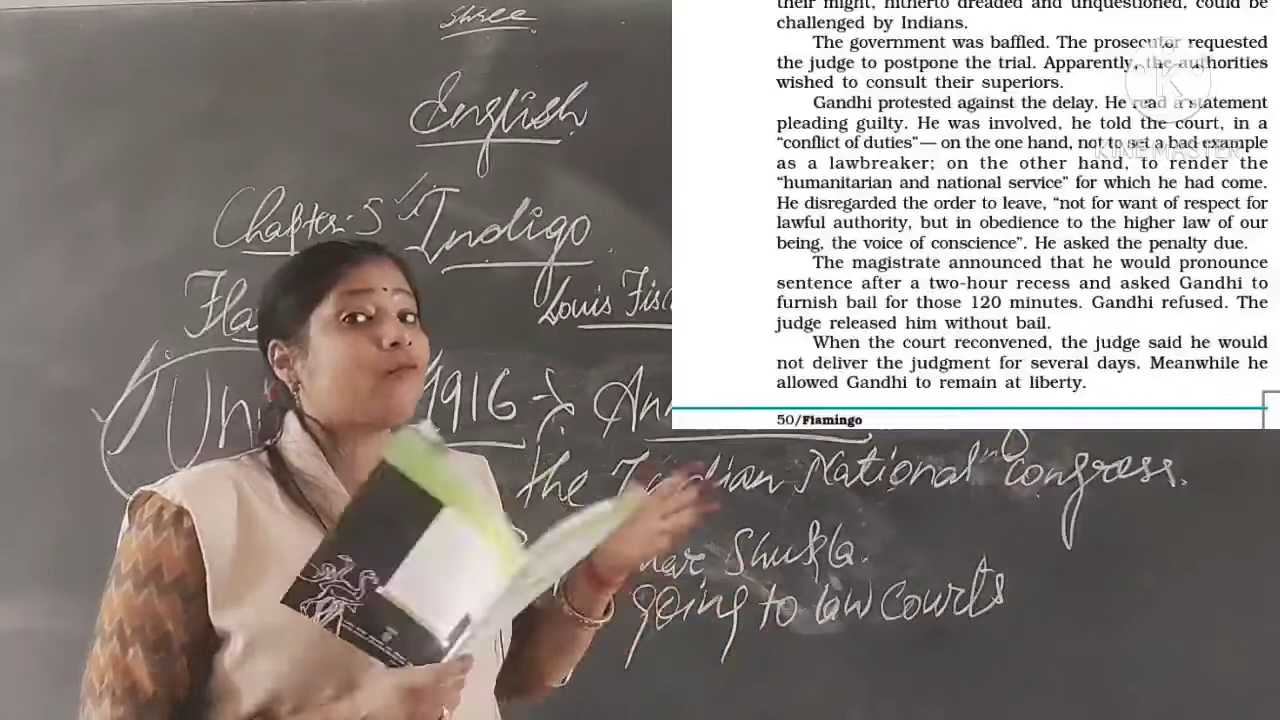 Shree
English
Chapter-5 Indigo
Louis
1916 →
the Indian National Congress.
Shukla.
going to law courts
their might, hitherto dreaded and unquestioned, could be
challenged by Indians.
The government was baffled. The prosecutor requested
the judge to postpone the trial. Apparently, the authorities
wished to consult their superiors.
Gandhi protested against the delay. He read a statement
pleading guilty. He was involved, he told the court, in a
“conflict of duties”— on the one hand, not to set a bad example
as a lawbreaker; on the other hand, to render the
“humanitarian and national service” for which he had come.
He disregarded the order to leave, “not for want of respect for
lawful authority, but in obedience to the higher law of our
being, the voice of conscience”. He asked the penalty due.
The magistrate announced that he would pronounce
sentence after a two-hour recess and asked Gandhi to
furnish bail for those 120 minutes. Gandhi refused. The
judge released him without bail.
When the court reconvened, the judge said he would
not deliver the judgment for several days. Meanwhile he
allowed Gandhi to remain at liberty.
50/Flamingo
KINEMASTER